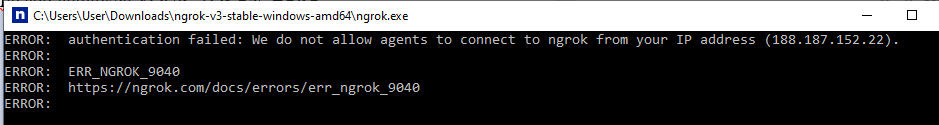 C:\Users\User\Downloads\ngrok-v3-stable-windows-amd64\ngrok.exe
ERROR:  authentication failed: We do not allow agents to connect to ngrok from your IP address (188.187.152.22).
ERROR:
ERROR:  ERR_NGROK_9040
ERROR:  https://ngrok.com/docs/errors/err_ngrok_9040
ERROR: